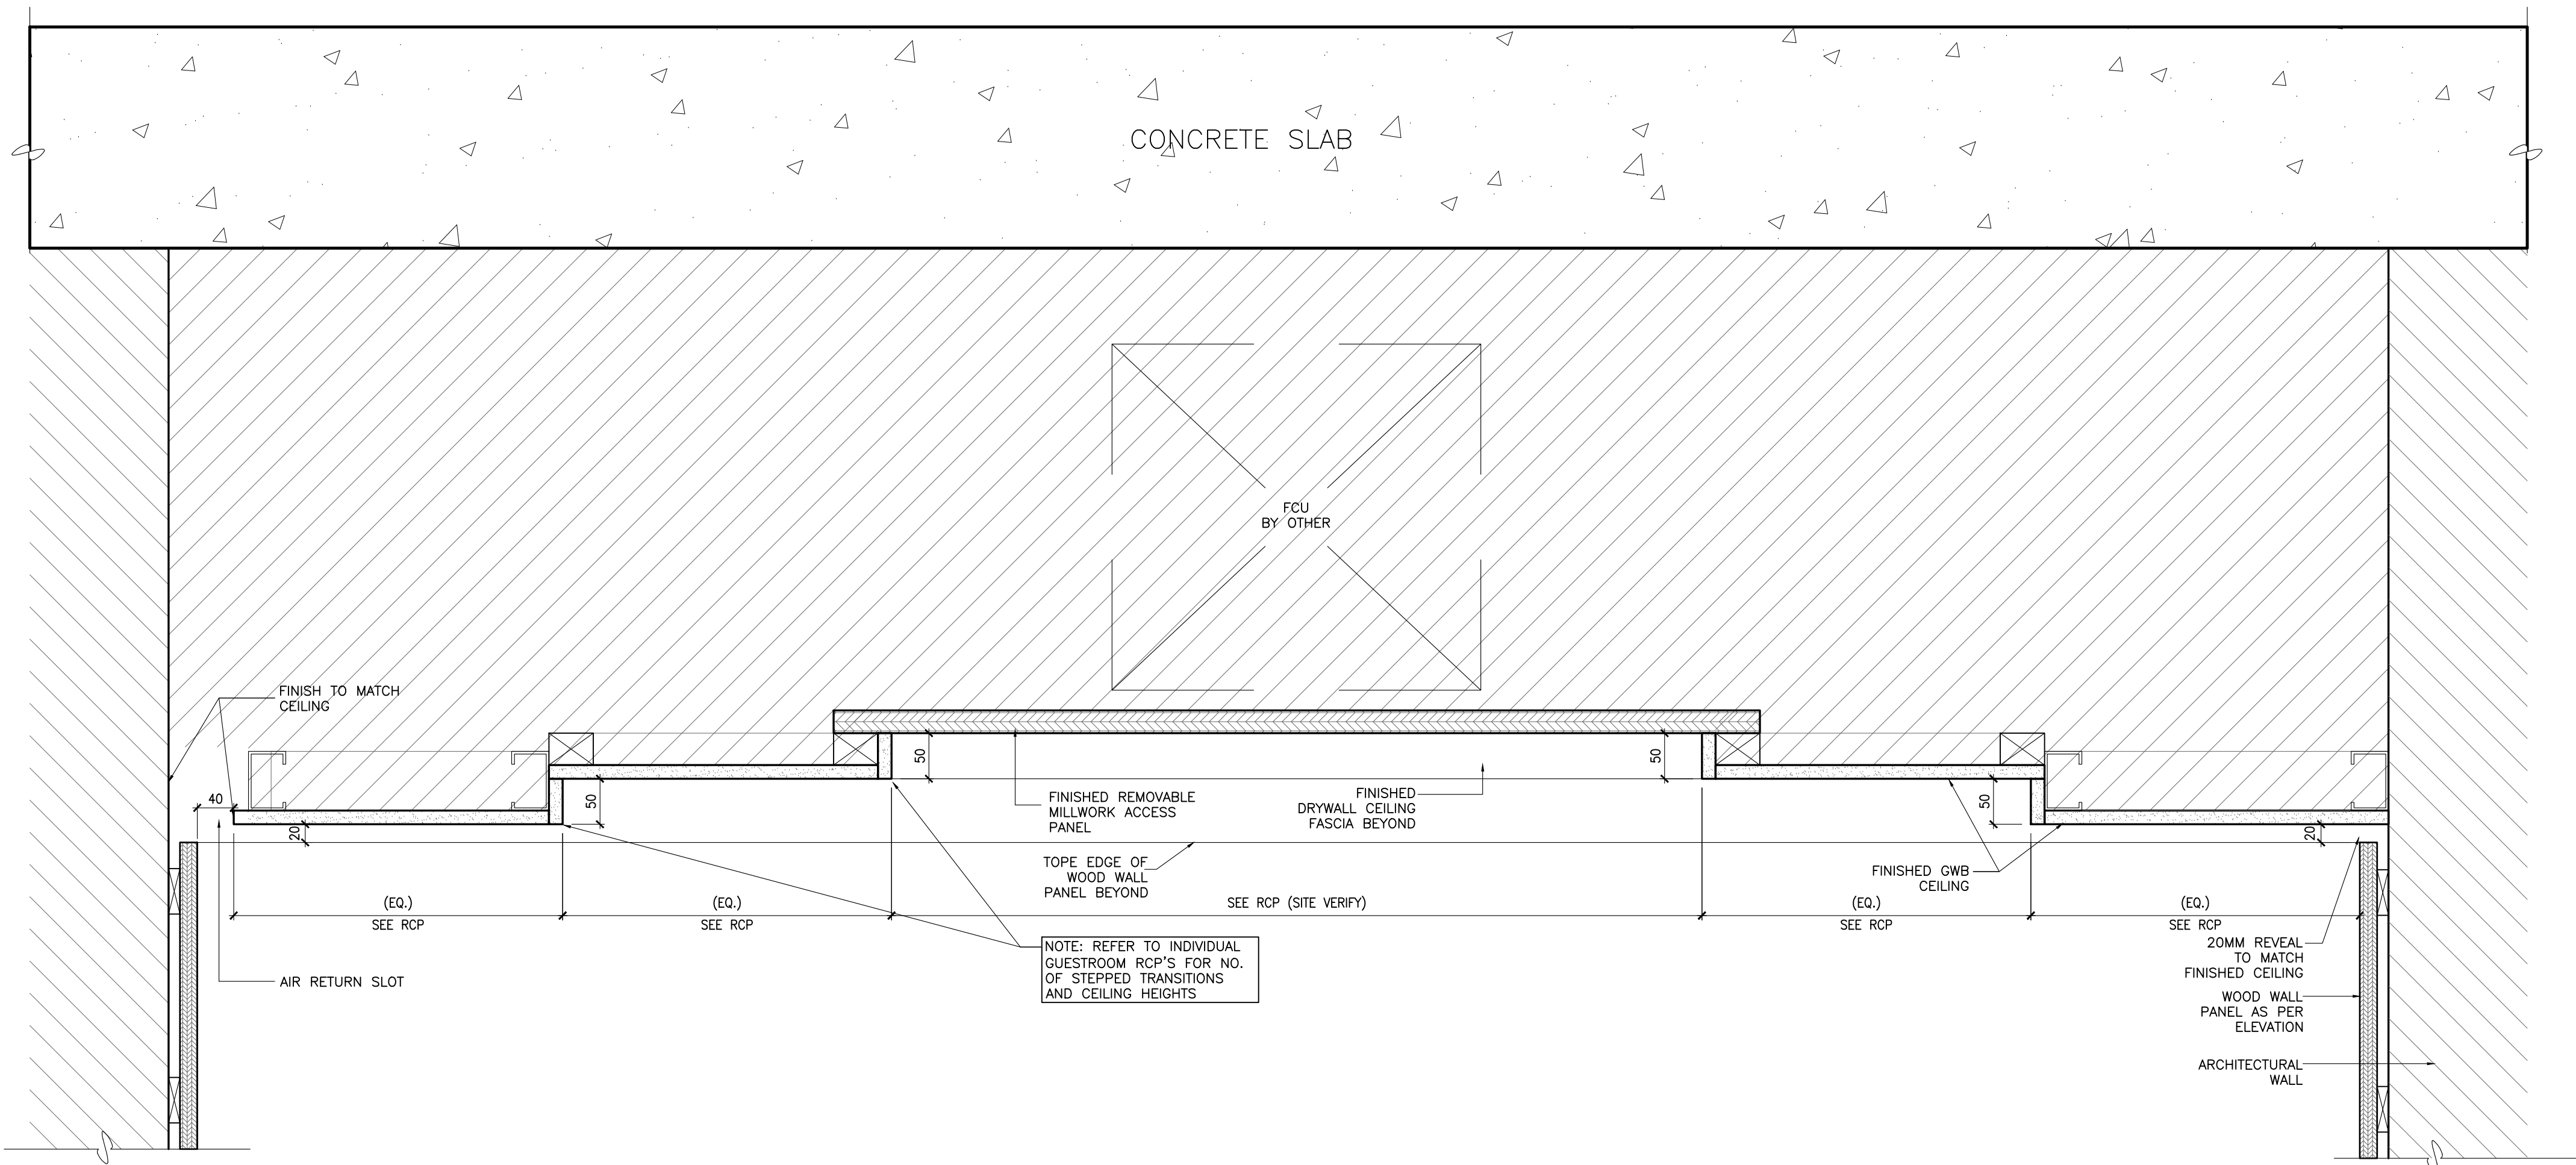 CONCRETE SLAB
FCU
BY OTHER
FINISH TO MATCH
CEILING
40
20
50
50
50
50
20
FINISHED REMOVABLE
MILLWORK ACCESS
PANEL
FINISHED
DRYWALL CEILING
FASCIA BEYOND
TOPE EDGE OF
WOOD WALL
PANEL BEYOND
FINISHED GWB
CEILING
(EQ.)
SEE RCP
(EQ.)
SEE RCP
SEE RCP (SITE VERIFY)
(EQ.)
SEE RCP
(EQ.)
SEE RCP
AIR RETURN SLOT
NOTE: REFER TO INDIVIDUAL
GUESTROOM RCP'S FOR NO.
OF STEPPED TRANSITIONS
AND CEILING HEIGHTS
20MM REVEAL
TO MATCH
FINISHED CEILING
WOOD WALL
PANEL AS PER
ELEVATION
ARCHITECTURAL
WALL